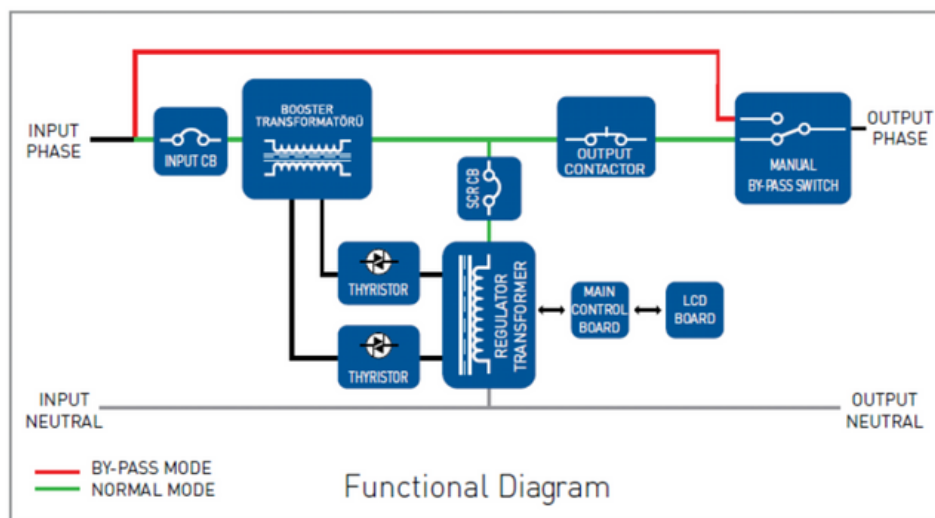 INPUT
PHASE
INPUT CB
BOOSTER
TRANSFORMATÖRÜ
SCR CB
OUTPUT
CONTACTOR
MANUAL
BY-PASS SWITCH
OUTPUT
PHASE
THYRISTOR
THYRISTOR
REGULATOR
TRANSFORMER
MAIN
CONTROL
BOARD
LCD
BOARD
INPUT
NEUTRAL
OUTPUT
NEUTRAL
BY-PASS MODE
NORMAL MODE
Functional Diagram